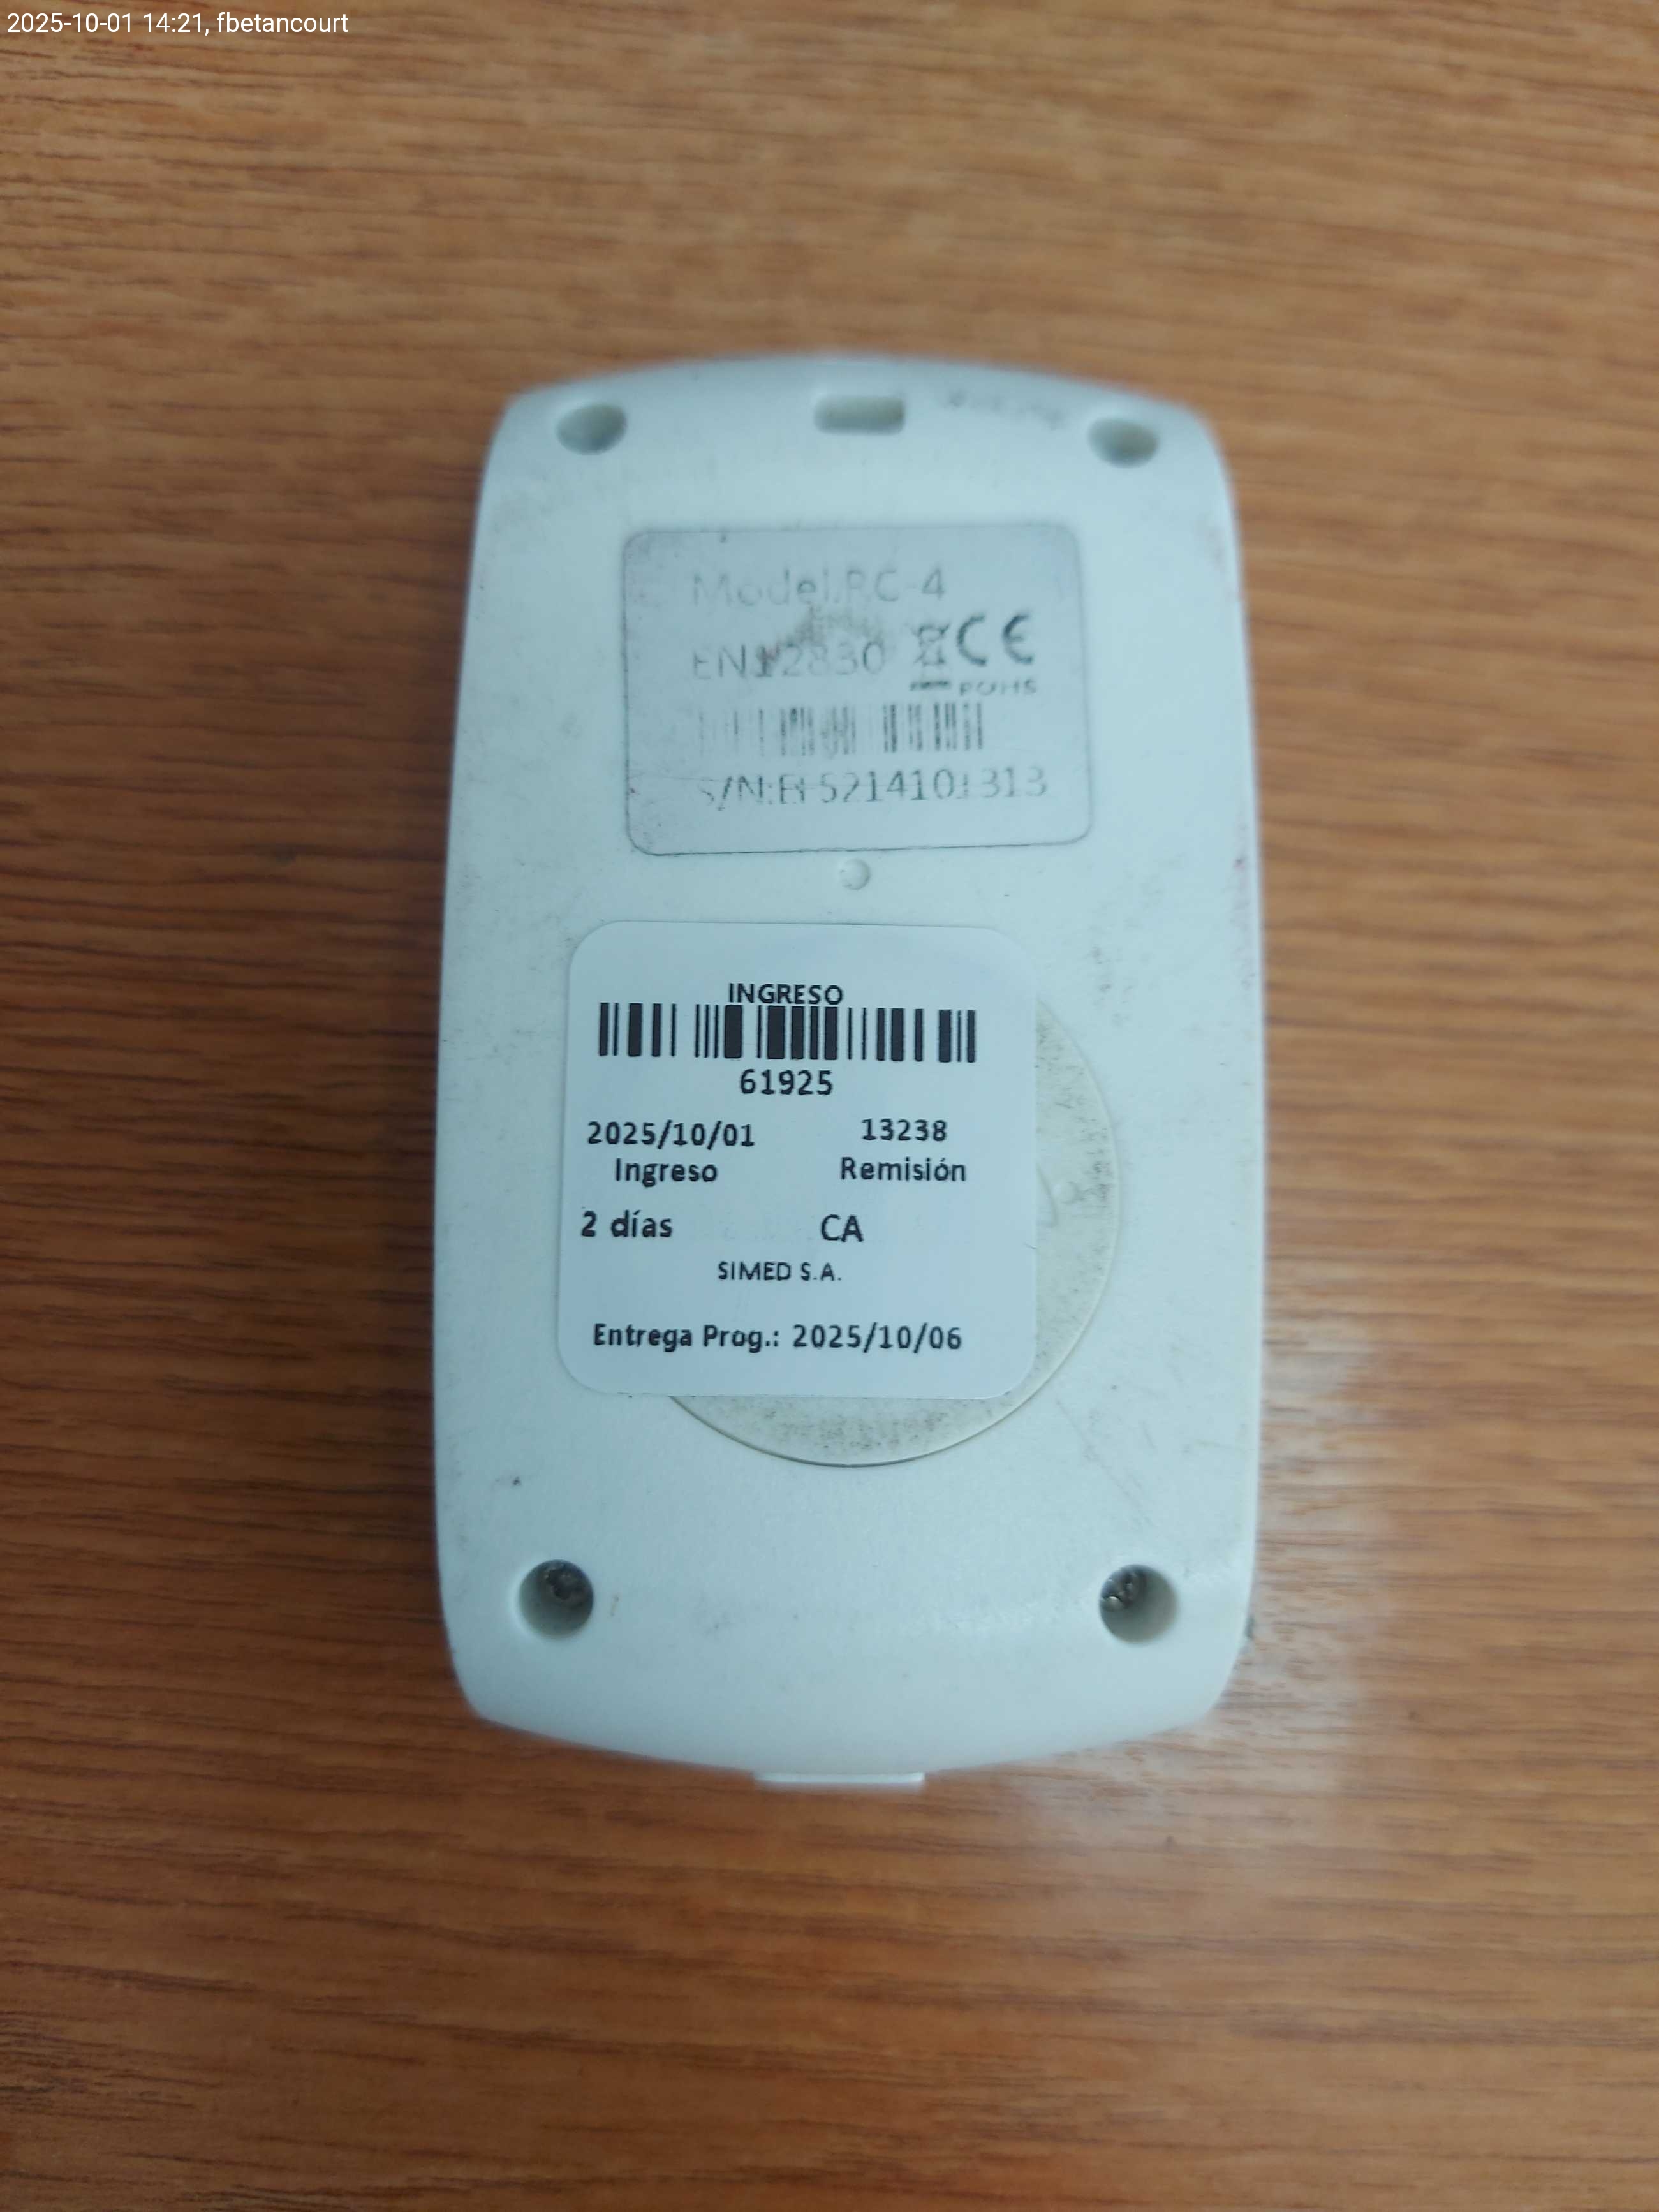 2025-10-01 14:21, fbetancourt
Model:RC-4
EN12830 CE
ROHS
INGRESO
61925
2025/10/01 13238
Ingreso Remisión
2 días CA
SIMED S.A.
Entrega Prog.: 2025/10/06